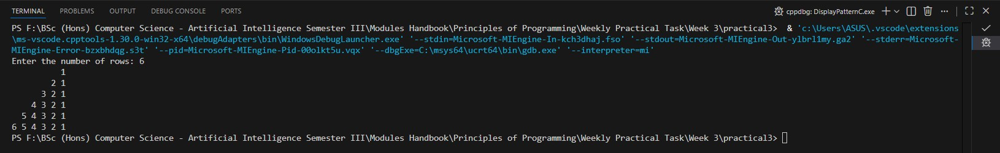 TERMINAL PROBLEMS OUTPUT DEBUG CONSOLE PORTS cppdbg: DisplayPatternC.exe
PS F:\BSc (Hons) Computer Science - Artificial Intelligence Semester III\Modules Handbook\Principles of Programming\Weekly Practical Task\Week 3\practical3>  & 'c:\Users\ASUS\.vscode\extensions
\ms-vscode.cpptools-1.30.0-win32-x64\debugAdapters\bin\WindowsDebugLauncher.exe' '--stdin=Microsoft-MIEngine-In-kch3dhaj.fso' '--stdout=Microsoft-MIEngine-Out-ylbrl1my.ga2' '--stderr=Microsoft-
MIEngine-Error-bzxbhdqg.s3t' '--pid=Microsoft-MIEngine-Pid-00olkt5u.vqx' '--dbgExe=C:\msys64\ucrt64\bin\gdb.exe' '--interpreter=mi'
Enter the number of rows: 6
          1
        2 1
      3 2 1
    4 3 2 1
  5 4 3 2 1
6 5 4 3 2 1
PS F:\BSc (Hons) Computer Science - Artificial Intelligence Semester III\Modules Handbook\Principles of Programming\Weekly Practical Task\Week 3\practical3>